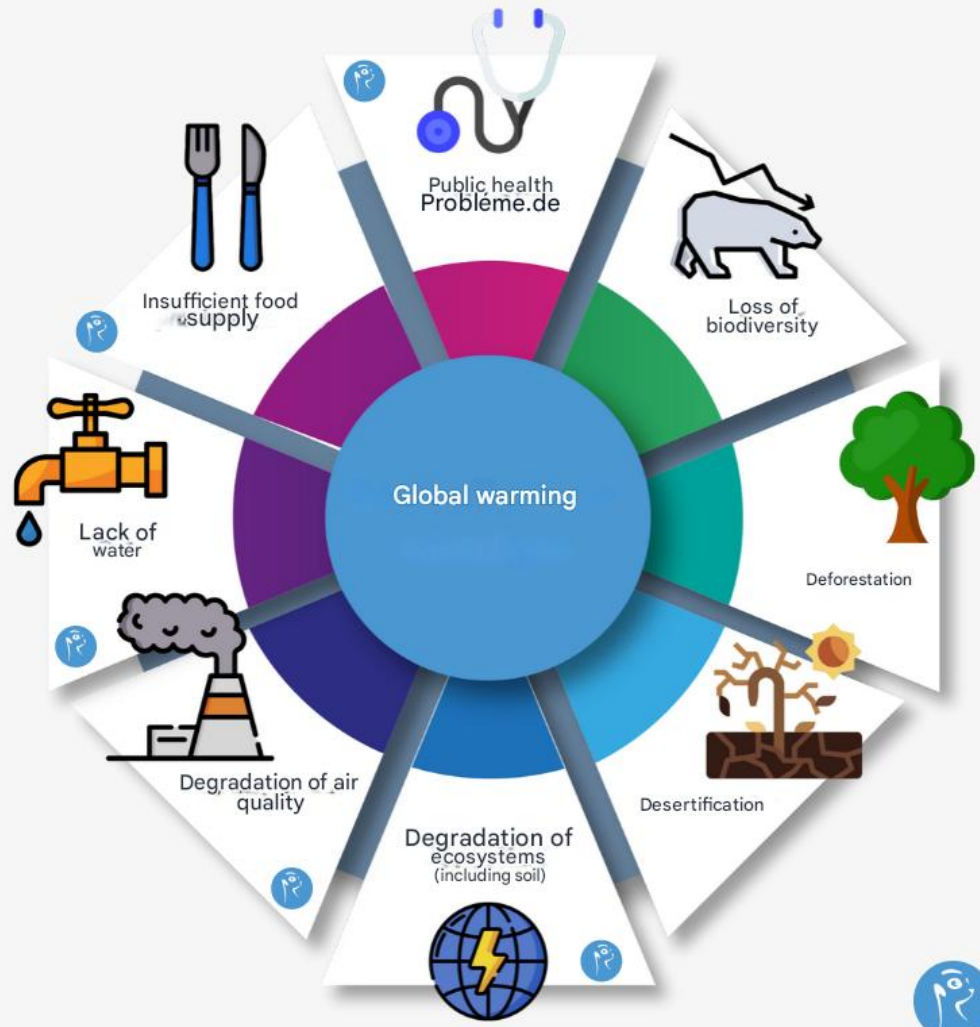 Public health
Probléme.de
Loss of
biodiversity
Deforestation
Desertification
Degradation of
ecosystems
(including soil)
Degradation of air
quality
Lack of
water
Insufficient food
supply
Global warming